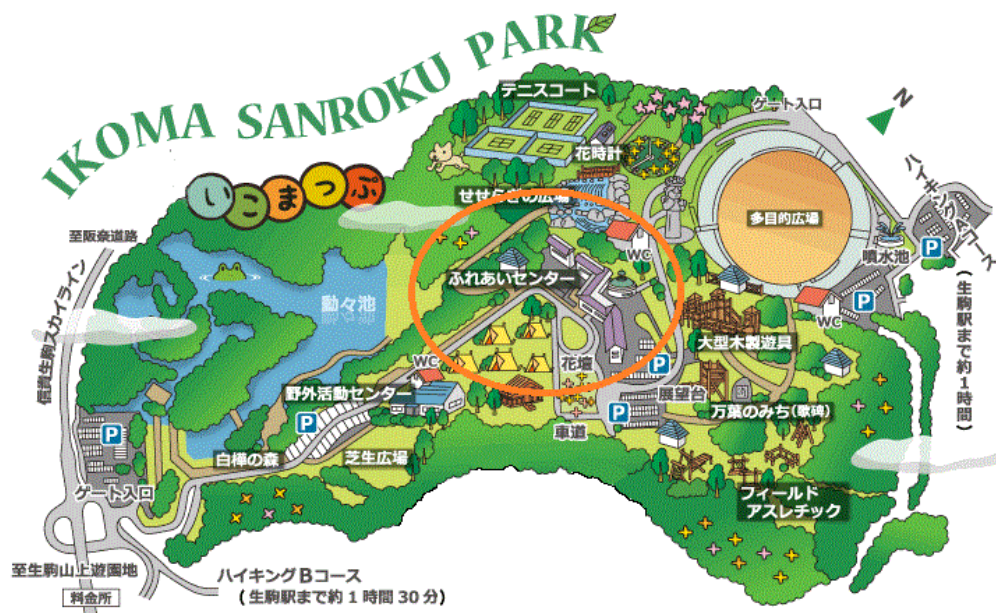 IKOMA SANROKU PARK
いこまっぷ
テニスコート
花時計
せせらぎの広場
ゲート入口
N
多目的広場
ハイキングAコース
(生駒駅まで約1時間)
噴水池
P
P
WC
WC
ふれあいセンター
大型木製遊具
花壇
P
展望台
万葉のみち(歌碑)
P
車道
フィールド
アスレチック
至阪奈道路
信貴生駒スカイライン
WC
野外活動センター
P
白樺の森
芝生広場
P
ゲート入口
至生駒山上遊園地
料金所
ハイキングBコース
(生駒駅まで約1時間30分)